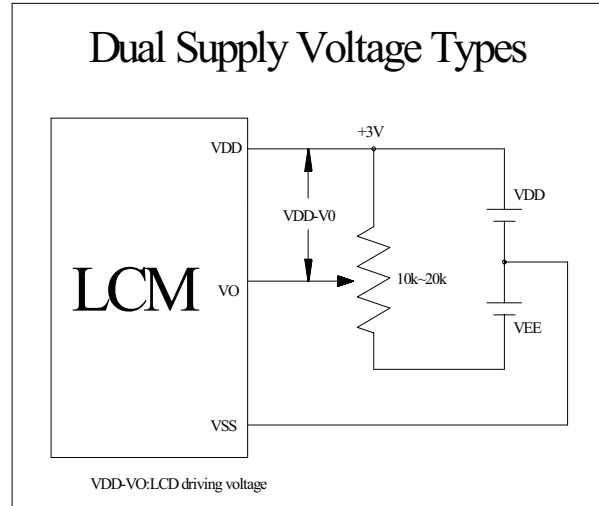 Dual Supply Voltage Types
+3V
VDD
VDD
VDD-V0
LCM
VO
10k~20k
VEE
VSS
VDD-VO:LCD driving voltage